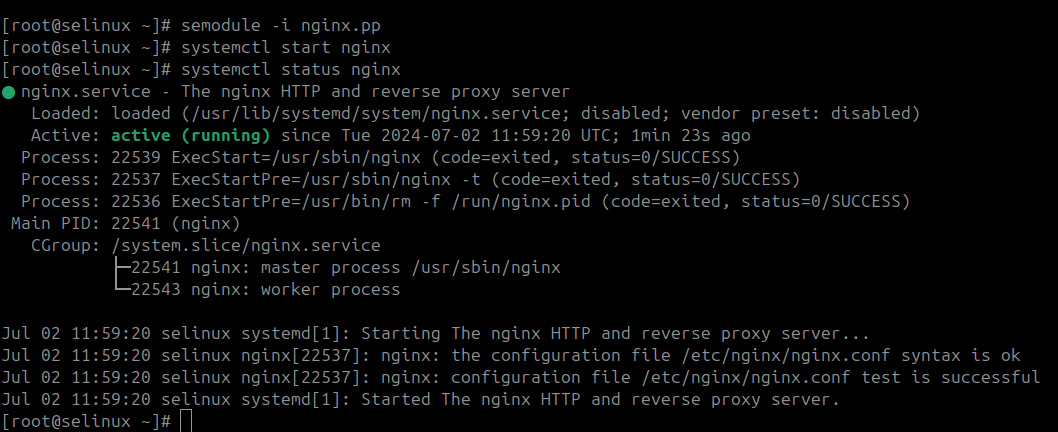 [root@selinux ~]# semodule -i nginx.pp
[root@selinux ~]# systemctl start nginx
[root@selinux ~]# systemctl status nginx
● nginx.service - The nginx HTTP and reverse proxy server
   Loaded: loaded (/usr/lib/systemd/system/nginx.service; disabled; vendor preset: disabled)
   Active: active (running) since Tue 2024-07-02 11:59:20 UTC; 1min 23s ago
  Process: 22539 ExecStart=/usr/sbin/nginx (code=exited, status=0/SUCCESS)
  Process: 22537 ExecStartPre=/usr/sbin/nginx -t (code=exited, status=0/SUCCESS)
  Process: 22536 ExecStartPre=/usr/bin/rm -f /run/nginx.pid (code=exited, status=0/SUCCESS)
 Main PID: 22541 (nginx)
   CGroup: /system.slice/nginx.service
           ├─22541 nginx: master process /usr/sbin/nginx
           └─22543 nginx: worker process

Jul 02 11:59:20 selinux systemd[1]: Starting The nginx HTTP and reverse proxy server...
Jul 02 11:59:20 selinux nginx[22537]: nginx: the configuration file /etc/nginx/nginx.conf syntax is ok
Jul 02 11:59:20 selinux nginx[22537]: nginx: configuration file /etc/nginx/nginx.conf test is successful
Jul 02 11:59:20 selinux systemd[1]: Started The nginx HTTP and reverse proxy server.
[root@selinux ~]#